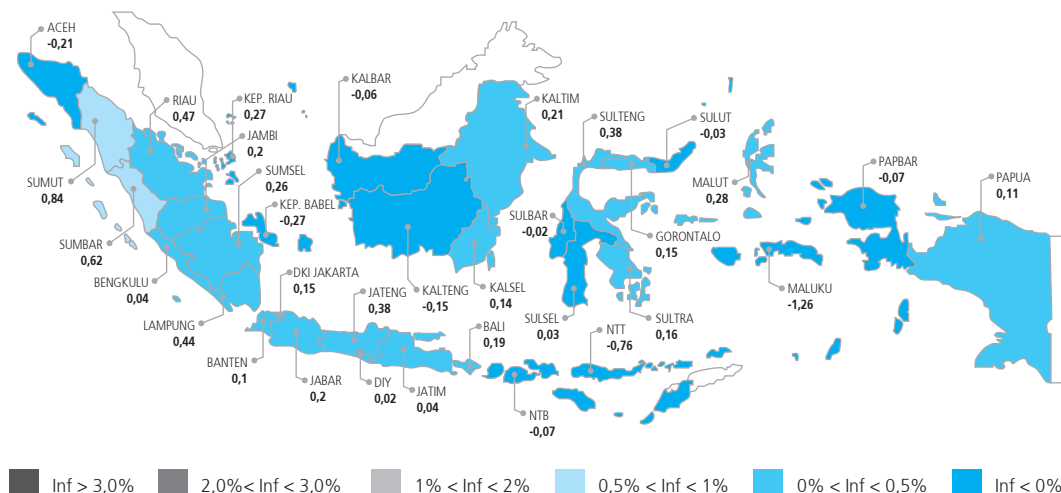 ACEH
-0,21
SUMUT
0,84
RIAU
0,47
KEP. RIAU
0,27
JAMBI
0,2
SUMSEL
0,26
KEP. BABEL
-0,27
SUMBAR
0,62
BENGKULU
0,04
LAMPUNG
0,44
DKI JAKARTA
0,15
BANTEN
0,1
JABAR
0,2
JATENG
0,38
DIY
0,02
JATIM
0,04
BALI
0,19
NTB
-0,07
NTT
-0,76
KALBAR
-0,06
KALTENG
-0,15
KALSEL
0,14
KALTIM
0,21
SULTENG
0,38
SULUT
-0,03
SULBAR
-0,02
GORONTALO
0,15
SULSEL
0,03
SULTRA
0,16
MALUT
0,28
MALUKU
-1,26
PAPBAR
-0,07
PAPUA
0,11
Inf > 3,0%
2,0%< Inf < 3,0%
1% < Inf < 2%
0,5% < Inf < 1%
0% < Inf < 0,5%
Inf < 0%